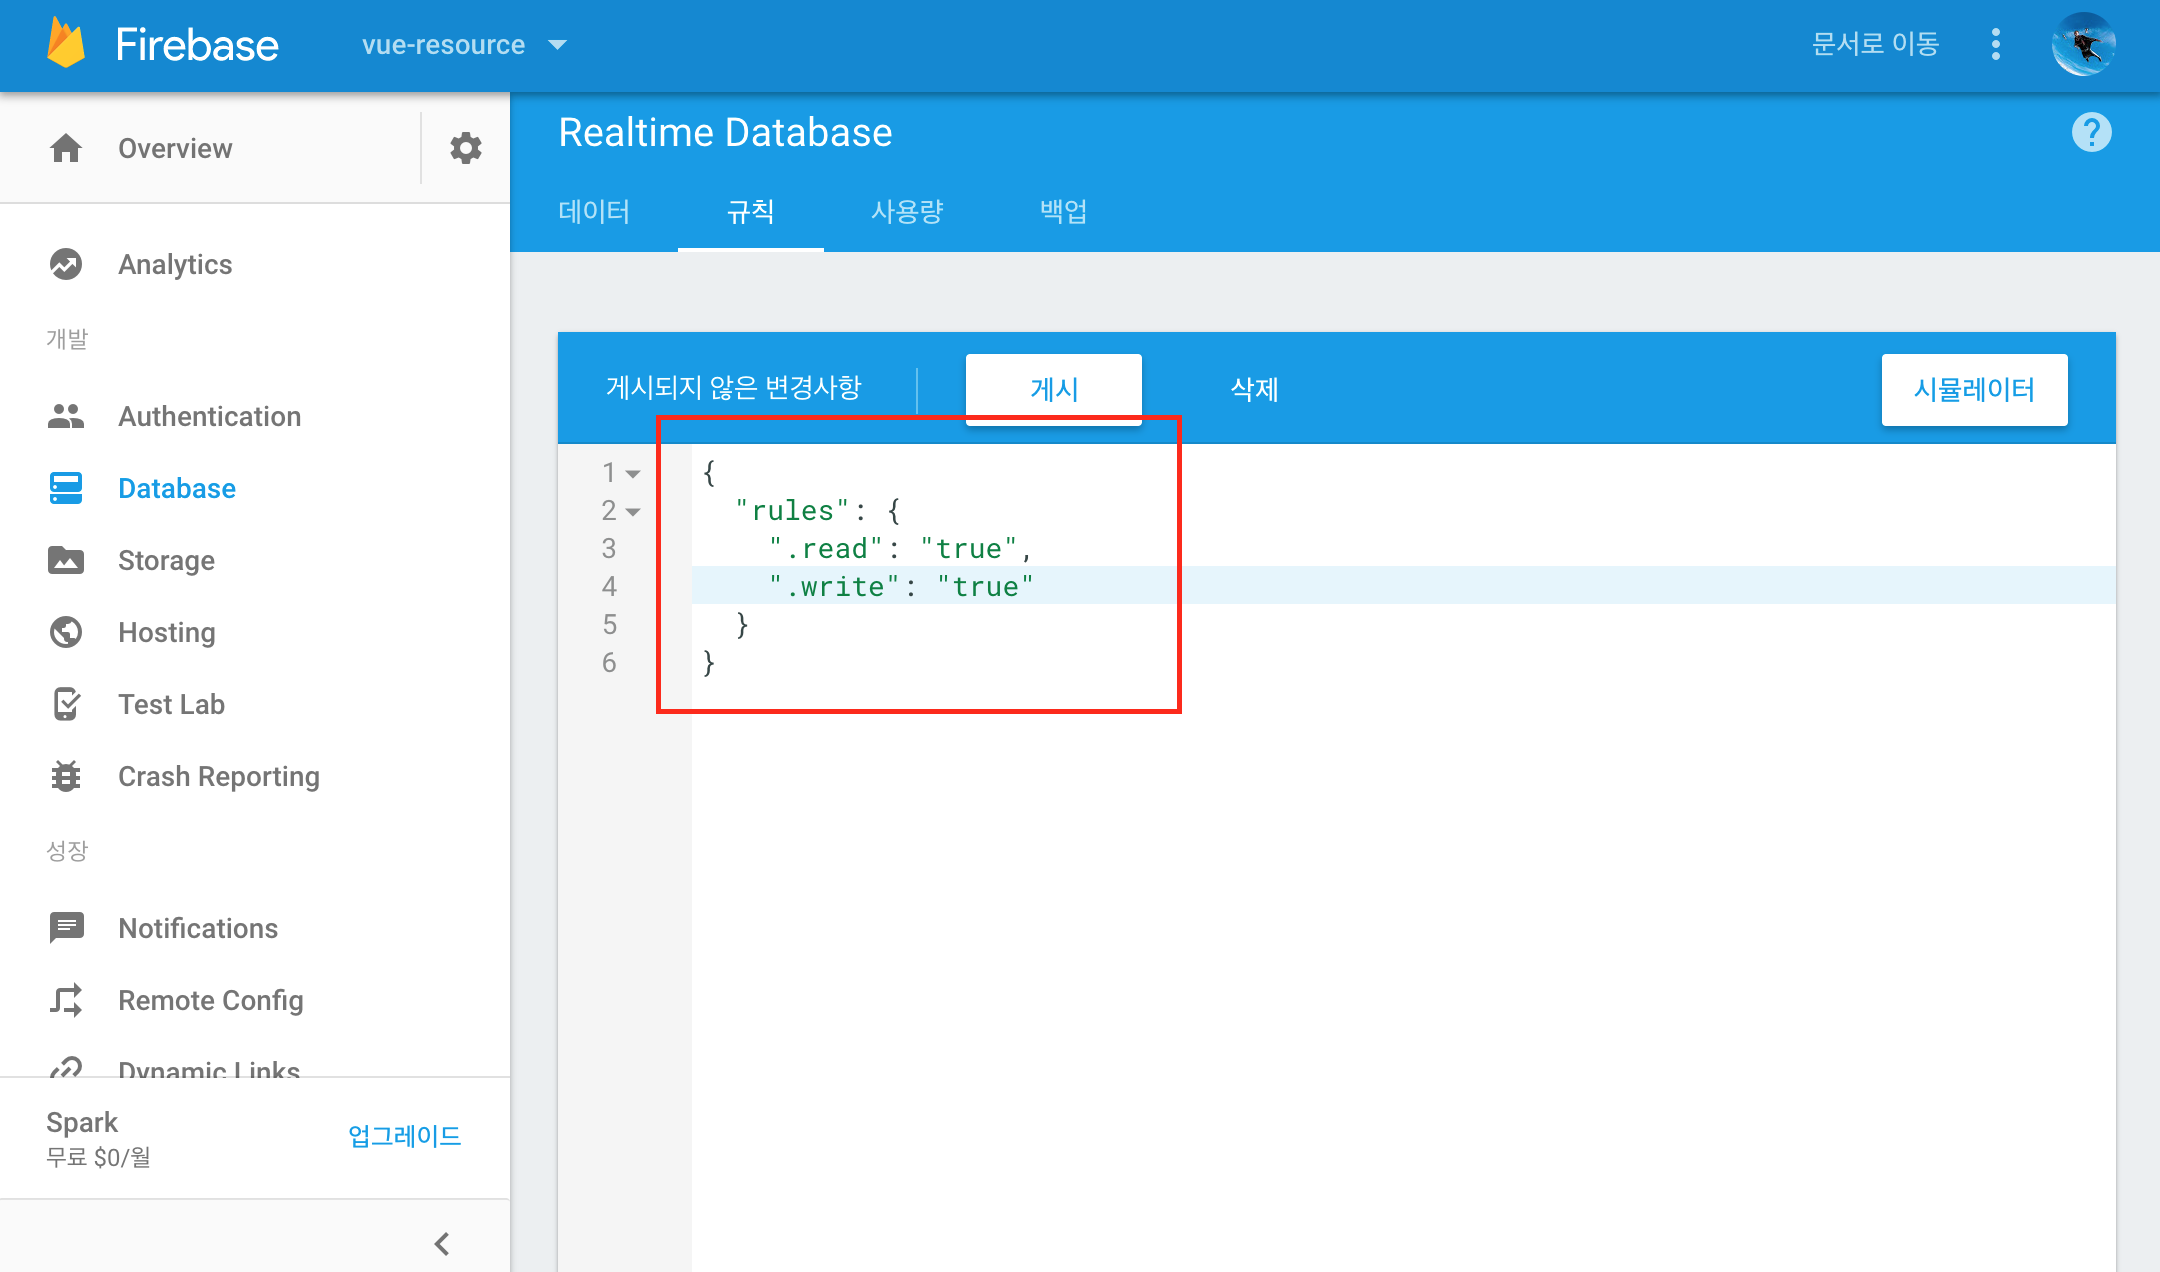 Firebase
vue-resource
문서로 이동
Overview
Analytics
개발
Authentication
Database
Storage
Hosting
Test Lab
Crash Reporting
성장
Notifications
Remote Config
Dynamic Links
Spark
무료 $0/월
업그레이드
Realtime Database
?
데이터 규칙 사용량 백업
게시되지 않은 변경사항 게시 삭제 시뮬레이터
1 {
2 "rules": {
3 ".read": "true",
4 ".write": "true"
5 }
6 }